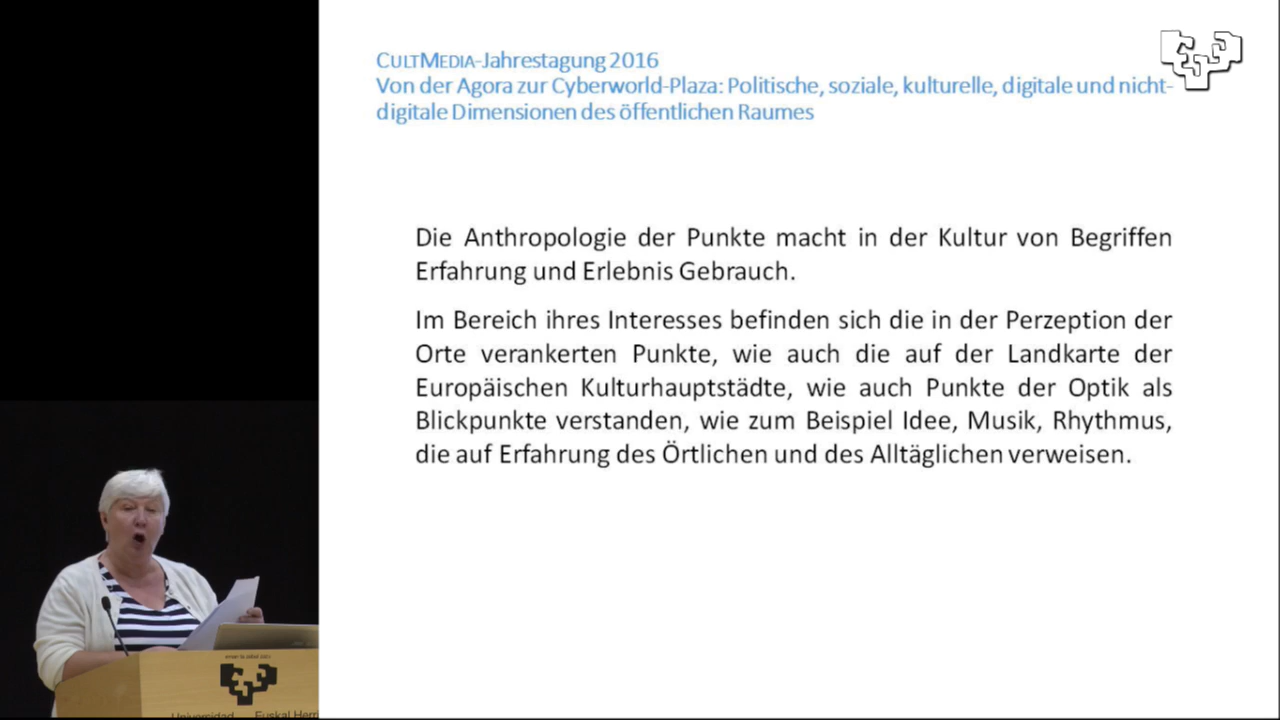 CULTMEDIA-Jahrestagung 2016
Von der Agora zur Cyberworld-Plaza: Politische, soziale, kulturelle, digitale und nicht-
digitale Dimensionen des öffentlichen Raumes
Die Anthropologie der Punkte macht in der Kultur von Begriffen
Erfahrung und Erlebnis Gebrauch.
Im Bereich ihres Interesses befinden sich die in der Perzeption der
Orte verankerten Punkte, wie auch die auf der Landkarte der
Europäischen Kulturhauptstädte, wie auch Punkte der Optik als
Blickpunkte verstanden, wie zum Beispiel Idee, Musik, Rhythmus,
die auf Erfahrung des Örtlichen und des Alltäglichen verweisen.
Universidad Euskal Herri